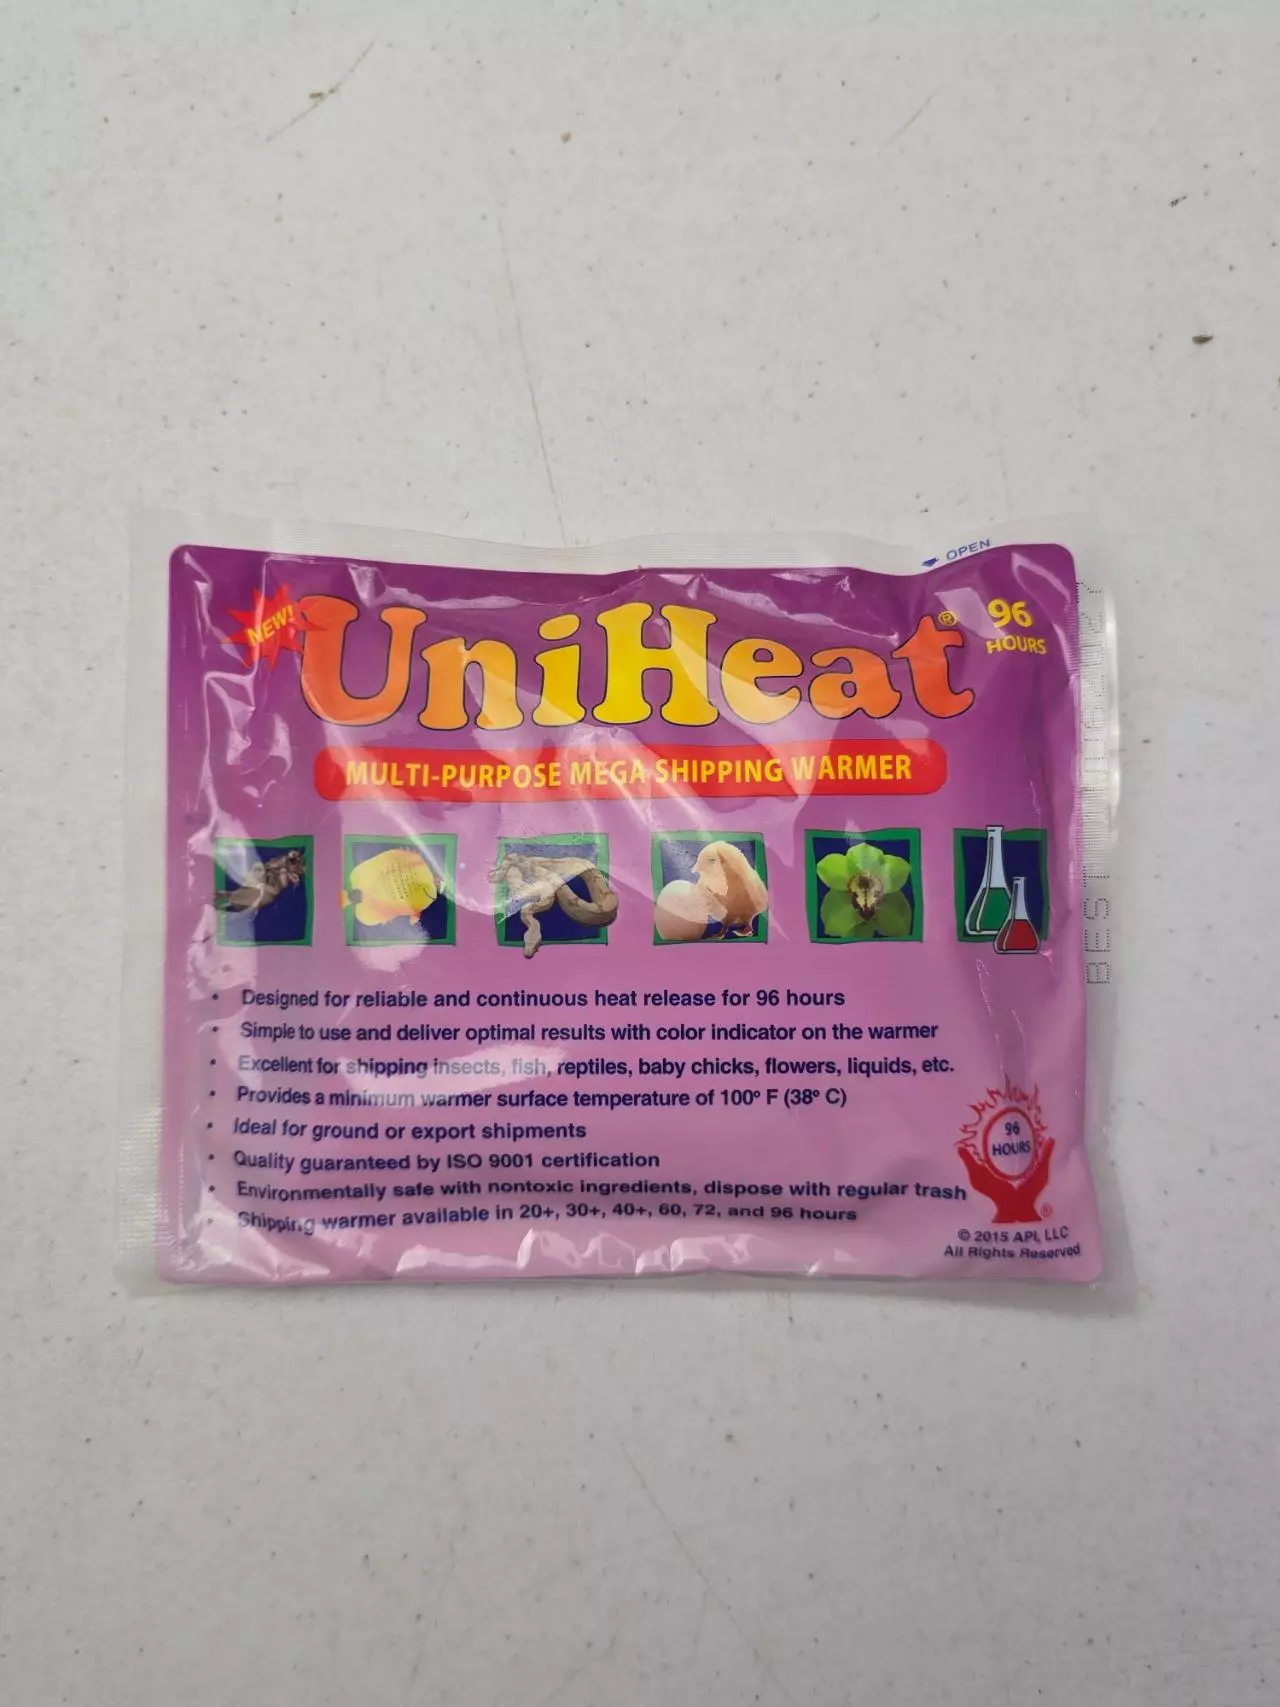 OPEN
NEW!
UniHeat®
96
HOURS
MULTI-PURPOSE MEGA SHIPPING WARMER
• Designed for reliable and continuous heat release for 96 hours
• Simple to use and deliver optimal results with color indicator on the warmer
• Excellent for shipping insects, fish, reptiles, baby chicks, flowers, liquids, etc.
• Provides a minimum warmer surface temperature of 100º F (38º C)
• Ideal for ground or export shipments
• Quality guaranteed by ISO 9001 certification
• Environmentally safe with nontoxic ingredients, dispose with regular trash
• Shipping warmer available in 20+, 30+, 40+, 60, 72, and 96 hours
96
HOURS
®
© 2015 API, LLC
All Rights Reserved
BEST